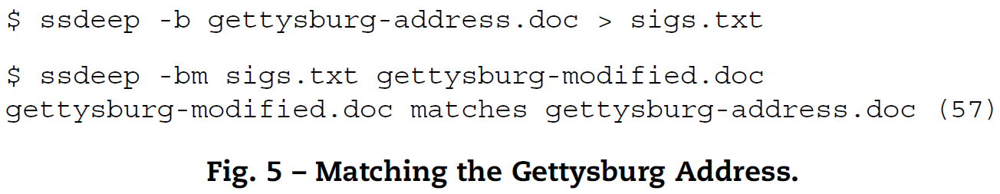 $ ssdeep -b gettysburg-address.doc > sigs.txt
$ ssdeep -bm sigs.txt gettysburg-modified.doc
gettysburg-modified.doc matches gettysburg-address.doc (57)
Fig. 5 – Matching the Gettysburg Address.